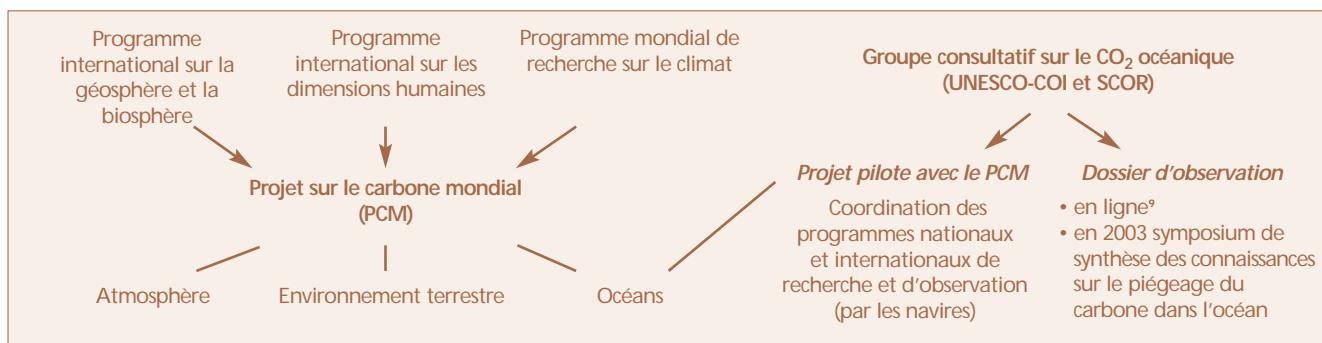 Programme
international sur la
géosphère et la
biosphère
Programme
international sur les
dimensions humaines
Programme mondial de
recherche sur le climat
Projet sur le carbone mondial
(PCM)
Atmosphère
Environnement terrestre
Océans
Groupe consultatif sur le CO₂ océanique
(UNESCO-COI et SCOR)
Projet pilote avec le PCM
Coordination des
programmes nationaux
et internationaux de
recherche et d'observation
(par les navires)
Dossier d'observation
• en ligne⁹
• en 2003 symposium de
synthèse des connaissances
sur le piégeage du
carbone dans l'océan